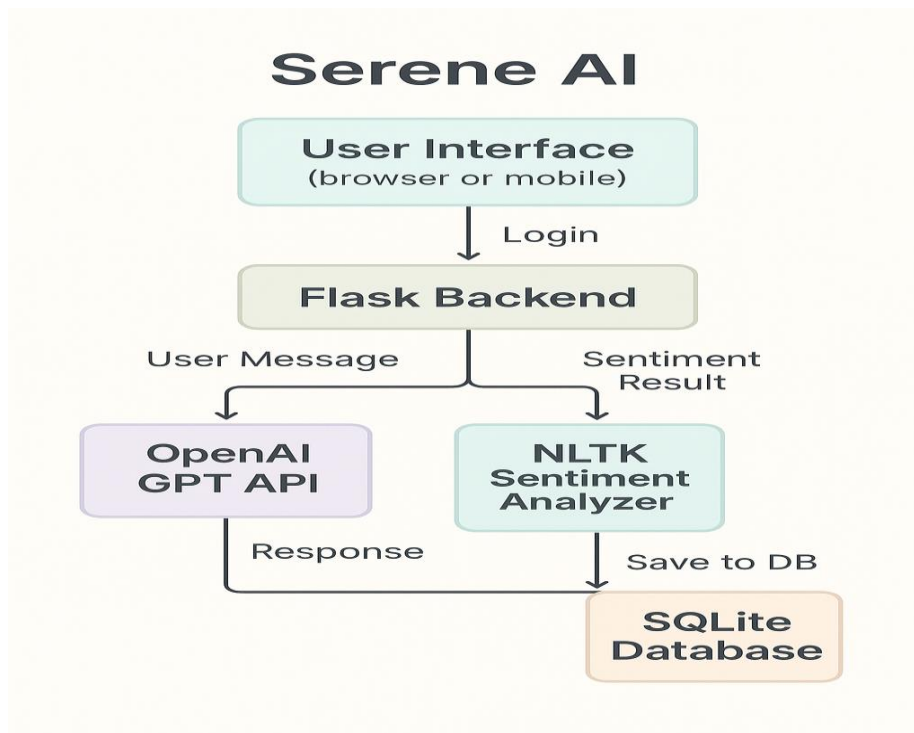 Serene AI
User Interface
(browser or mobile)
Login
Flask Backend
User Message
Sentiment
Result
OpenAI
GPT API
NLTK
Sentiment
Analyzer
Response
Save to DB
SQLite
Database